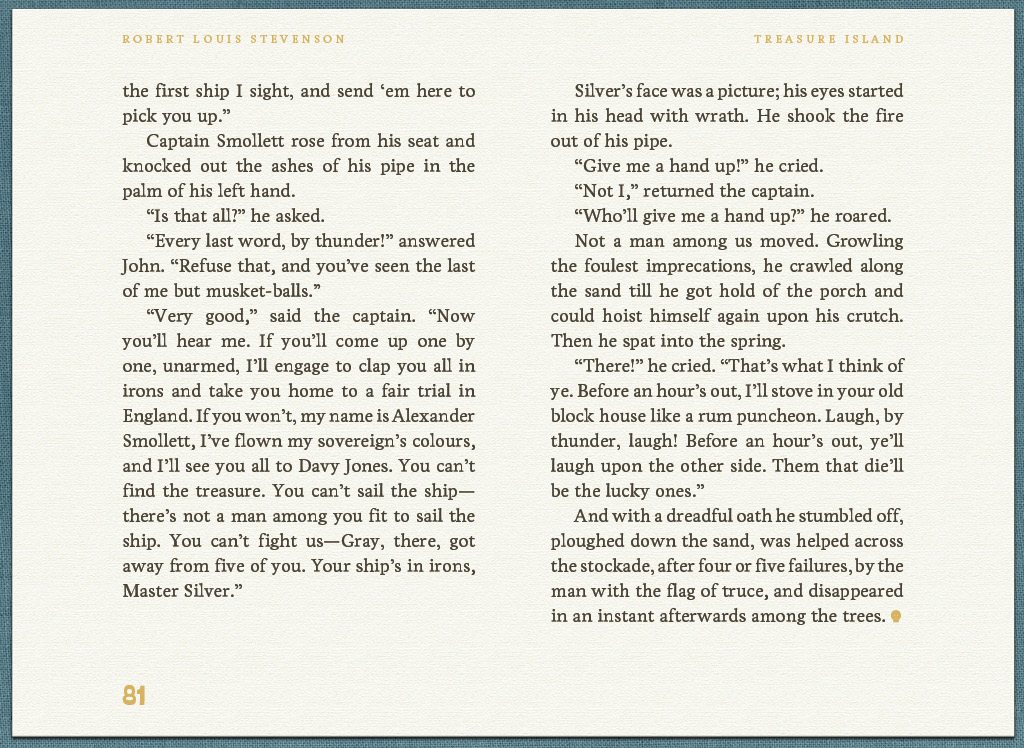 ROBERT LOUIS STEVENSON
TREASURE ISLAND
the first ship I sight, and send ‘em here to
pick you up.”
Captain Smollett rose from his seat and
knocked out the ashes of his pipe in the
palm of his left hand.
“Is that all?” he asked.
“Every last word, by thunder!” answered
John. “Refuse that, and you’ve seen the last
of me but musket-balls.”
“Very good,” said the captain. “Now
you’ll hear me. If you’ll come up one by
one, unarmed, I’ll engage to clap you all in
irons and take you home to a fair trial in
England. If you won’t, my name is Alexander
Smollett, I’ve flown my sovereign’s colours,
and I’ll see you all to Davy Jones. You can’t
find the treasure. You can’t sail the ship—
there’s not a man among you fit to sail the
ship. You can’t fight us—Gray, there, got
away from five of you. Your ship’s in irons,
Master Silver.”
Silver’s face was a picture; his eyes started
in his head with wrath. He shook the fire
out of his pipe.
“Give me a hand up!” he cried.
“Not I,” returned the captain.
“Who’ll give me a hand up?” he roared.
Not a man among us moved. Growling
the foulest imprecations, he crawled along
the sand till he got hold of the porch and
could hoist himself again upon his crutch.
Then he spat into the spring.
“There!” he cried. “That’s what I think of
ye. Before an hour’s out, I’ll stove in your old
block house like a rum puncheon. Laugh, by
thunder, laugh! Before an hour’s out, ye’ll
laugh upon the other side. Them that die’ll
be the lucky ones.”
And with a dreadful oath he stumbled off,
ploughed down the sand, was helped across
the stockade, after four or five failures, by the
man with the flag of truce, and disappeared
in an instant afterwards among the trees.
81